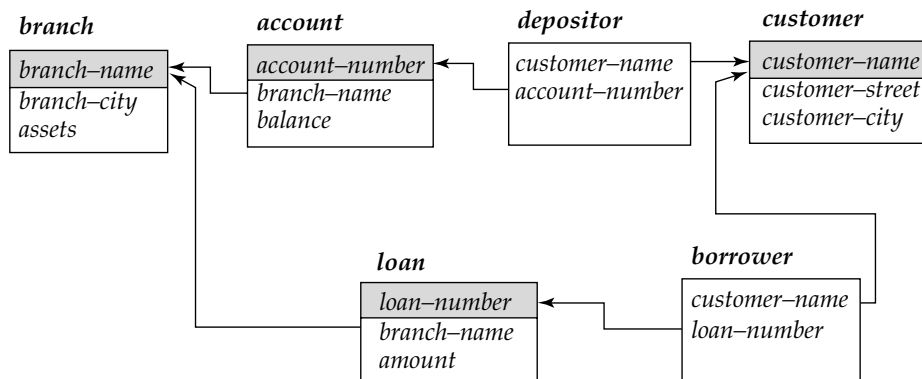 branch
branch–name
branch–city
assets
account
account–number
branch–name
balance
depositor
customer–name
account–number
customer
customer–name
customer–street
customer–city
loan
loan–number
branch–name
amount
borrower
customer–name
loan–number